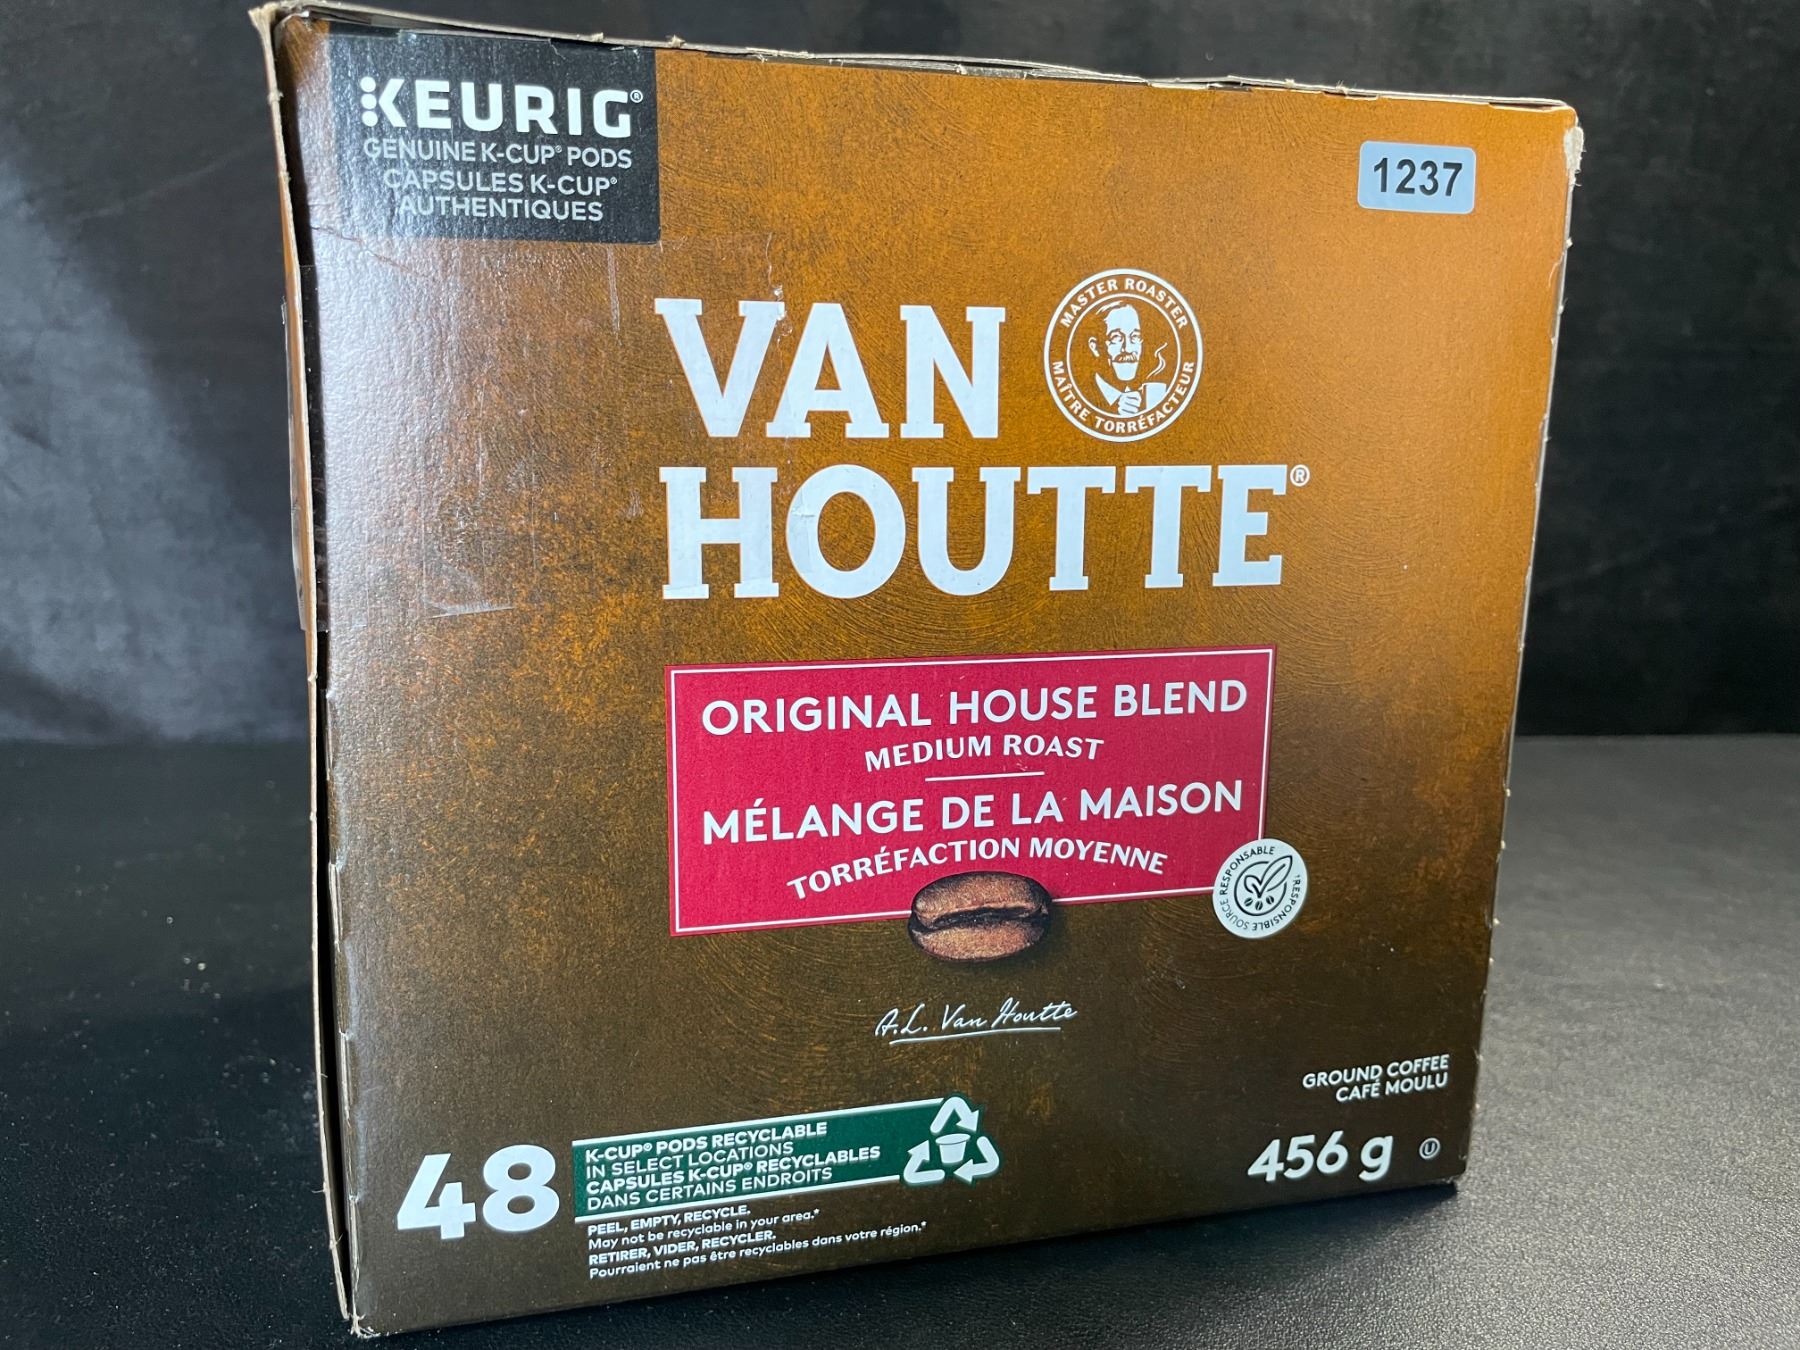 KEURIG®
GENUINE K-CUP® PODS
CAPSULES K-CUP®
AUTHENTIQUES
1237
VAN
MASTER ROASTER
MAÎTRE TORRÉFACTEUR
HOUTTE®
ORIGINAL HOUSE BLEND
MEDIUM ROAST
MÉLANGE DE LA MAISON
TORRÉFACTION MOYENNE
SOURCE RESPONSABLE
RESPONSIBLE SOURCE
A.L. Van Houtte
GROUND COFFEE
CAFÉ MOULU
456 g U
48
K-CUP® PODS RECYCLABLE
IN SELECT LOCATIONS
CAPSULES K-CUP® RECYCLABLES
DANS CERTAINS ENDROITS
PEEL, EMPTY, RECYCLE.
May not be recyclable in your area.*
RETIRER, VIDER, RECYCLER.
Pourraient ne pas être recyclables dans votre région.*